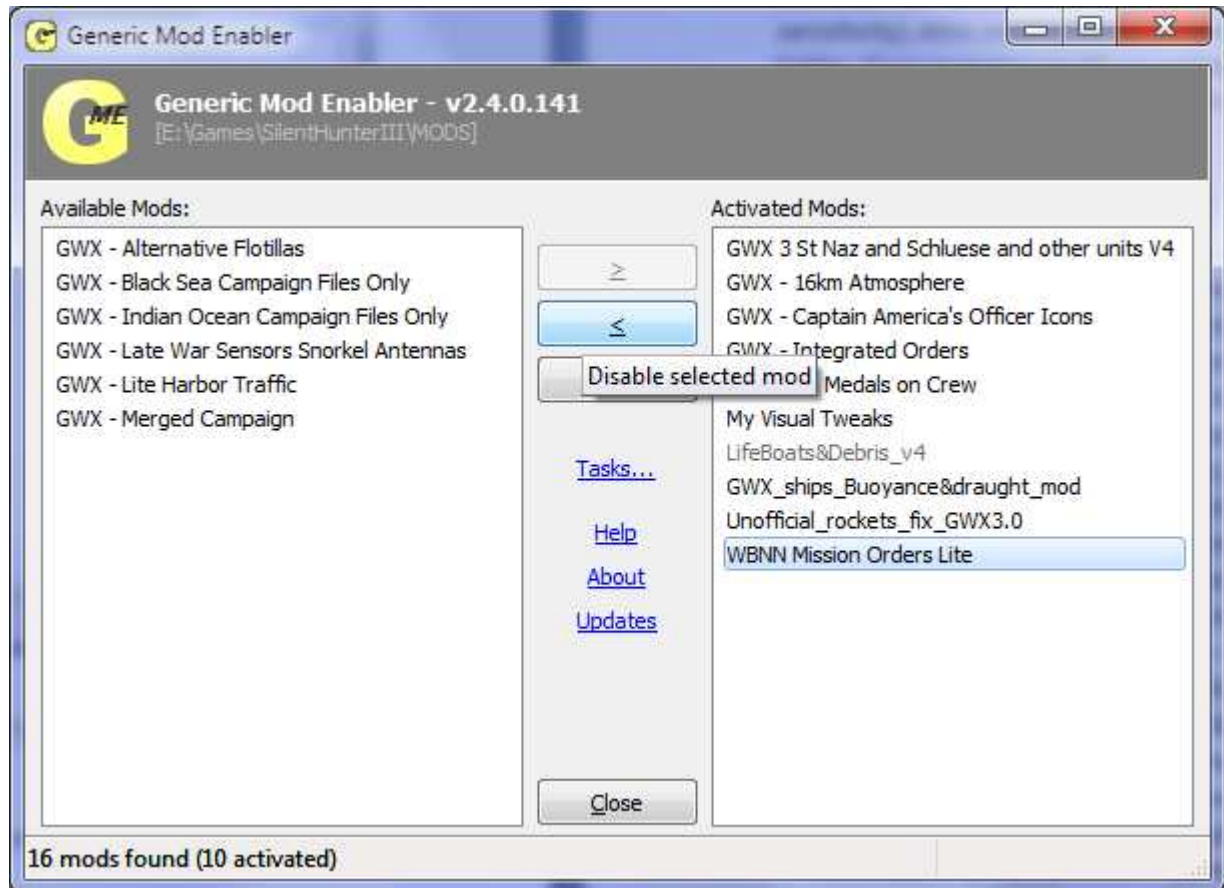 Generic Mod Enabler
GME
Generic Mod Enabler - v2.4.0.141
[E:\Games\SilentHunterIII\MODS]
Available Mods:
GWX - Alternative Flotillas
GWX - Black Sea Campaign Files Only
GWX - Indian Ocean Campaign Files Only
GWX - Late War Sensors Snorkel Antennas
GWX - Lite Harbor Traffic
GWX - Merged Campaign
≥
≤
Disable selected mod
Tasks...
Help
About
Updates
Close
Activated Mods:
GWX 3 St Naz and Schluese and other units V4
GWX - 16km Atmosphere
GWX - Captain America's Officer Icons
GWX - Integrated Orders
Medals on Crew
My Visual Tweaks
LifeBoats&Debris_v4
GWX_ships_Buoyance&draught_mod
Unofficial_rockets_fix_GWX3.0
WBNN Mission Orders Lite
16 mods found (10 activated)